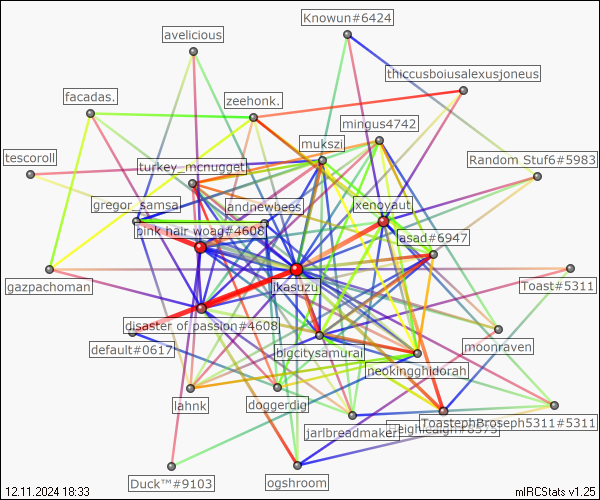 Knowun#6424
avelicious
thiccusboiusalexusjoneus
facadas.
zeehonk.
mingus4742
mukszi
tescoroll
turkey_mcnugget
Random Stuf6#5983
gregor_samsa
andnewbees
xenoyaut
pink hair woag#4608
asad#6947
gazpachoman
jkasuzu
Toast#5311
disaster of passion#4608
default#0617
bigcitysamurai
moonraven
neokingghidorah
lahnk
doggerdig
jarlbreadmaker
ToastephBroseph5311#5311
Duck™#9103
ogshroom
12.11.2024 18:33
mIRCStats v1.25